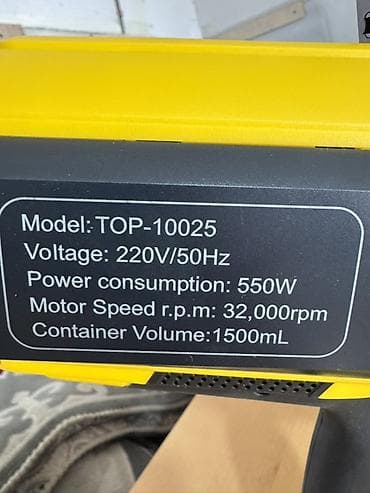 Model: TOP-10025
Voltage: 220V/50Hz
Power consumption: 550W
Motor Speed r.p.m: 32,000rpm
Container Volume:1500mL